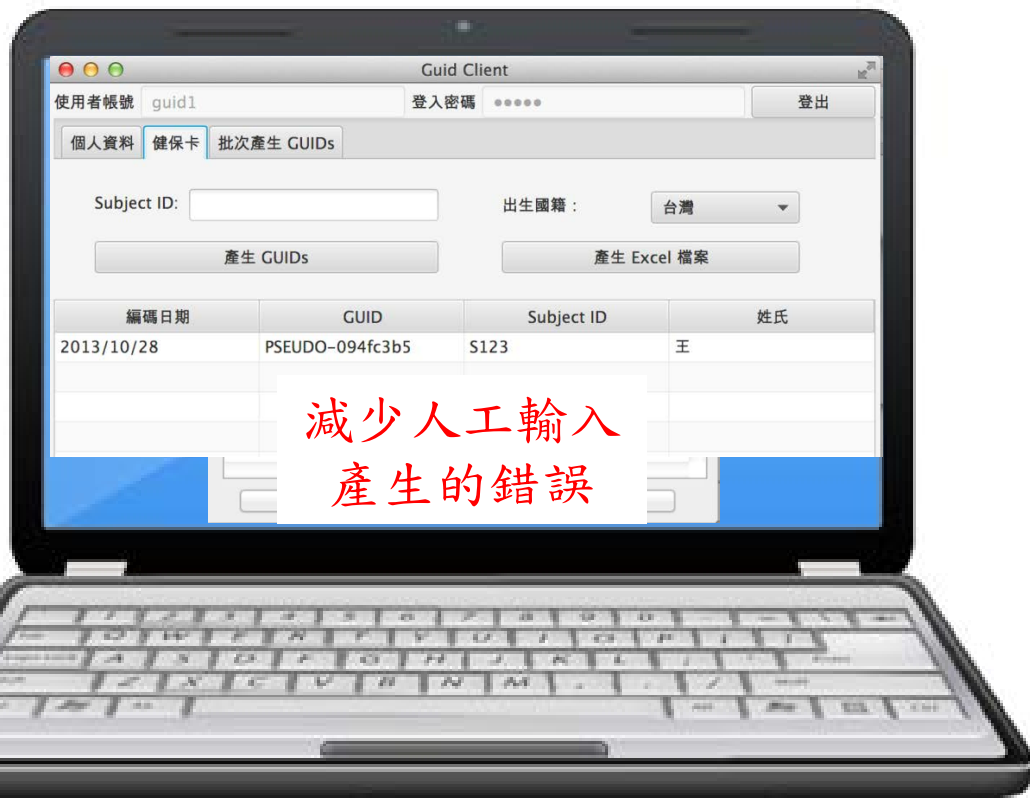 Guid Client
使用者帳號 guid1 登入密碼 ●●●●● 登出
個人資料 健保卡 批次產生 GUIDs
Subject ID: 出生國籍： 台灣
產生 GUIDs 產生 Excel 檔案
編碼日期 GUID Subject ID 姓氏
2013/10/28 PSEUDO-094fc3b5 S123 王
減少人工輸入
產生的錯誤